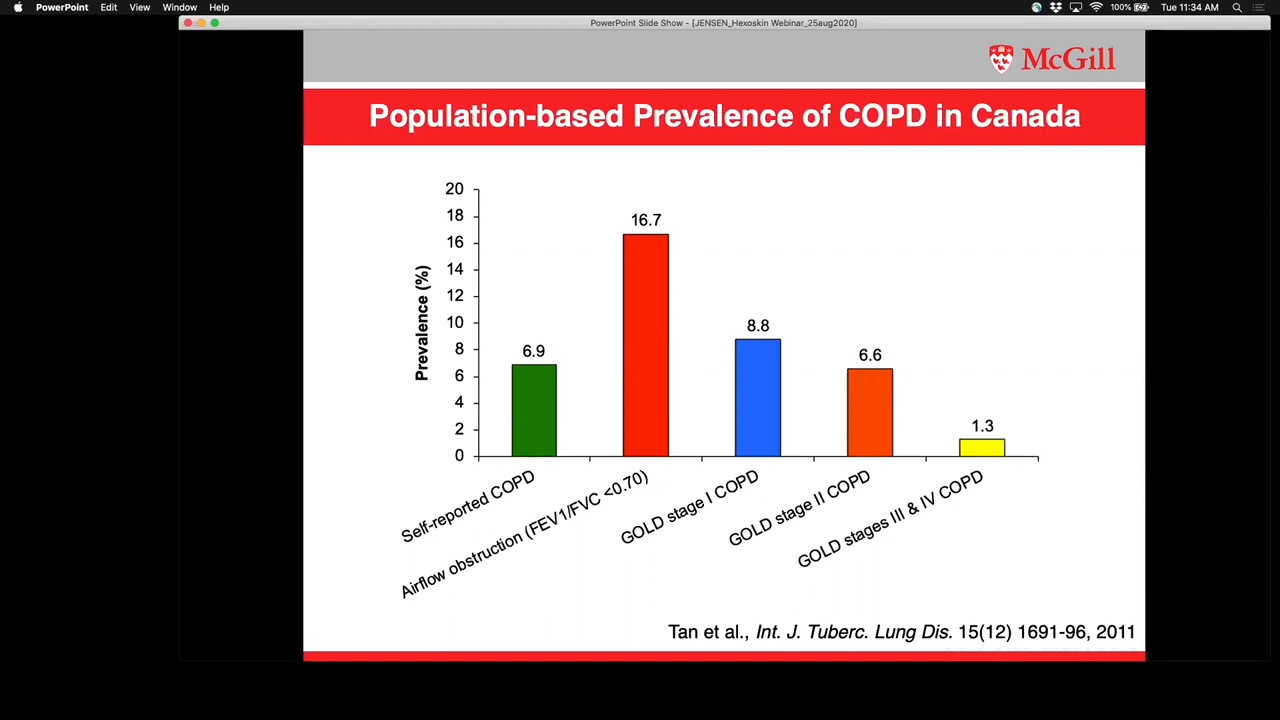 PowerPoint Edit View Window Help 100% Tue 11:34 AM
PowerPoint Slide Show - [JENSEN_Hexoskin Webinar_25aug2020]
McGill
Population-based Prevalence of COPD in Canada
Prevalence (%)
20
18
16
14
12
10
8
6
4
2
0
6.9
16.7
8.8
6.6
1.3
Self-reported COPD
Airflow obstruction (FEV1/FVC <0.70)
GOLD stage I COPD
GOLD stage II COPD
GOLD stages III & IV COPD
Tan et al., Int. J. Tuberc. Lung Dis. 15(12) 1691-96, 2011